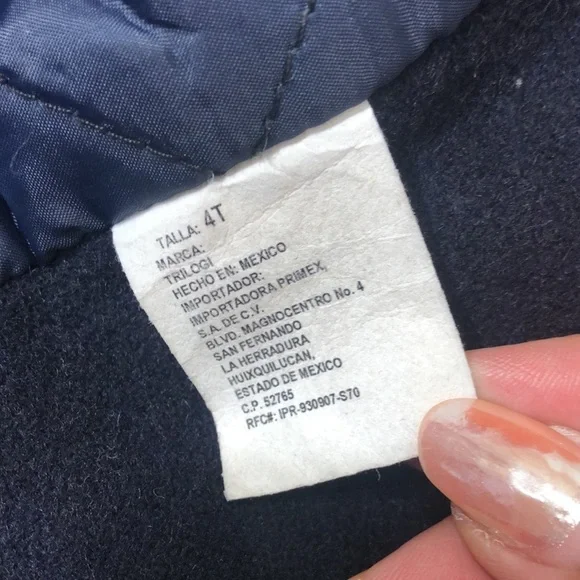 TALLA: 4T
MARCA:
TRILOGI
HECHO EN: MEXICO
IMPORTADOR:
IMPORTADORA PRIMEX,
S.A. DE C.V.
BLVD. MAGNOCENTRO No. 4
SAN FERNANDO
LA HERRADURA
HUIXQUILUCAN,
ESTADO DE MEXICO
C.P. 52765
RFC#: IPR-930907-S70